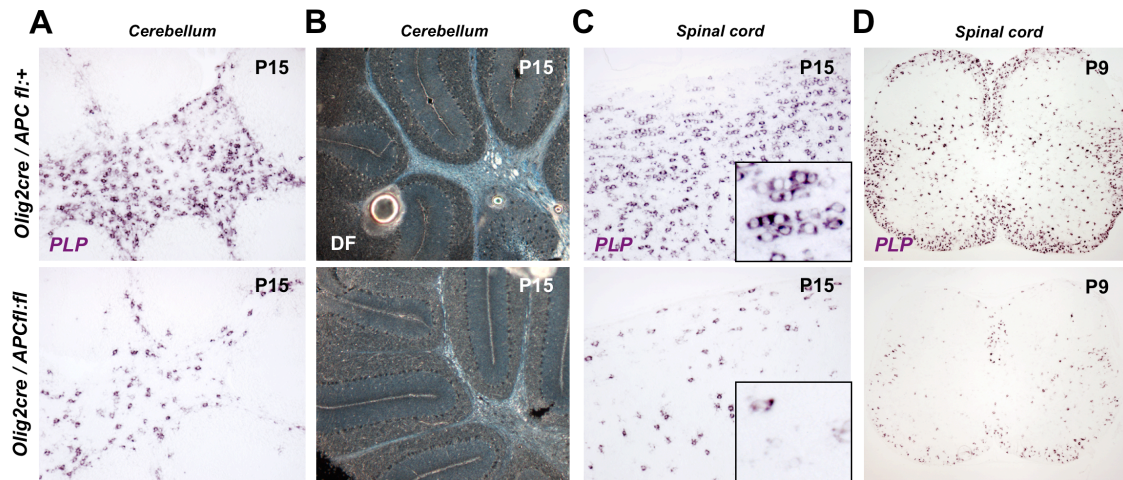 A
Cerebellum
B
Cerebellum
C
Spinal cord
D
Spinal cord
Olig2cre / APC fl:+
P15
PLP
P15
DF
P15
PLP
P9
PLP
Olig2cre / APCfl:fl
P15
P15
P15
P9